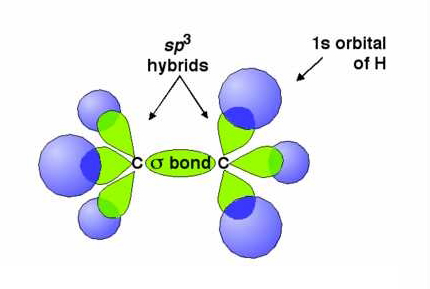 sp³
hybrids
1s orbital
of H
C σ bond C